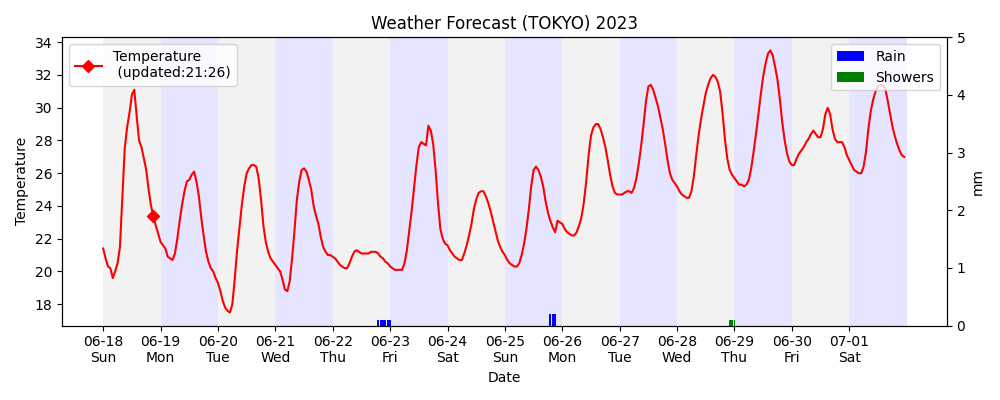 Weather Forecast (TOKYO) 2023
Temperature
(updated:21:26)
Rain
Showers
34
32
30
28
26
24
22
20
18
Temperature
5
4
3
2
1
0
mm
06-18 06-19 06-20 06-21 06-22 06-23 06-24 06-25 06-26 06-27 06-28 06-29 06-30 07-01
Sun Mon Tue Wed Thu Fri Sat Sun Mon Tue Wed Thu Fri Sat
Date